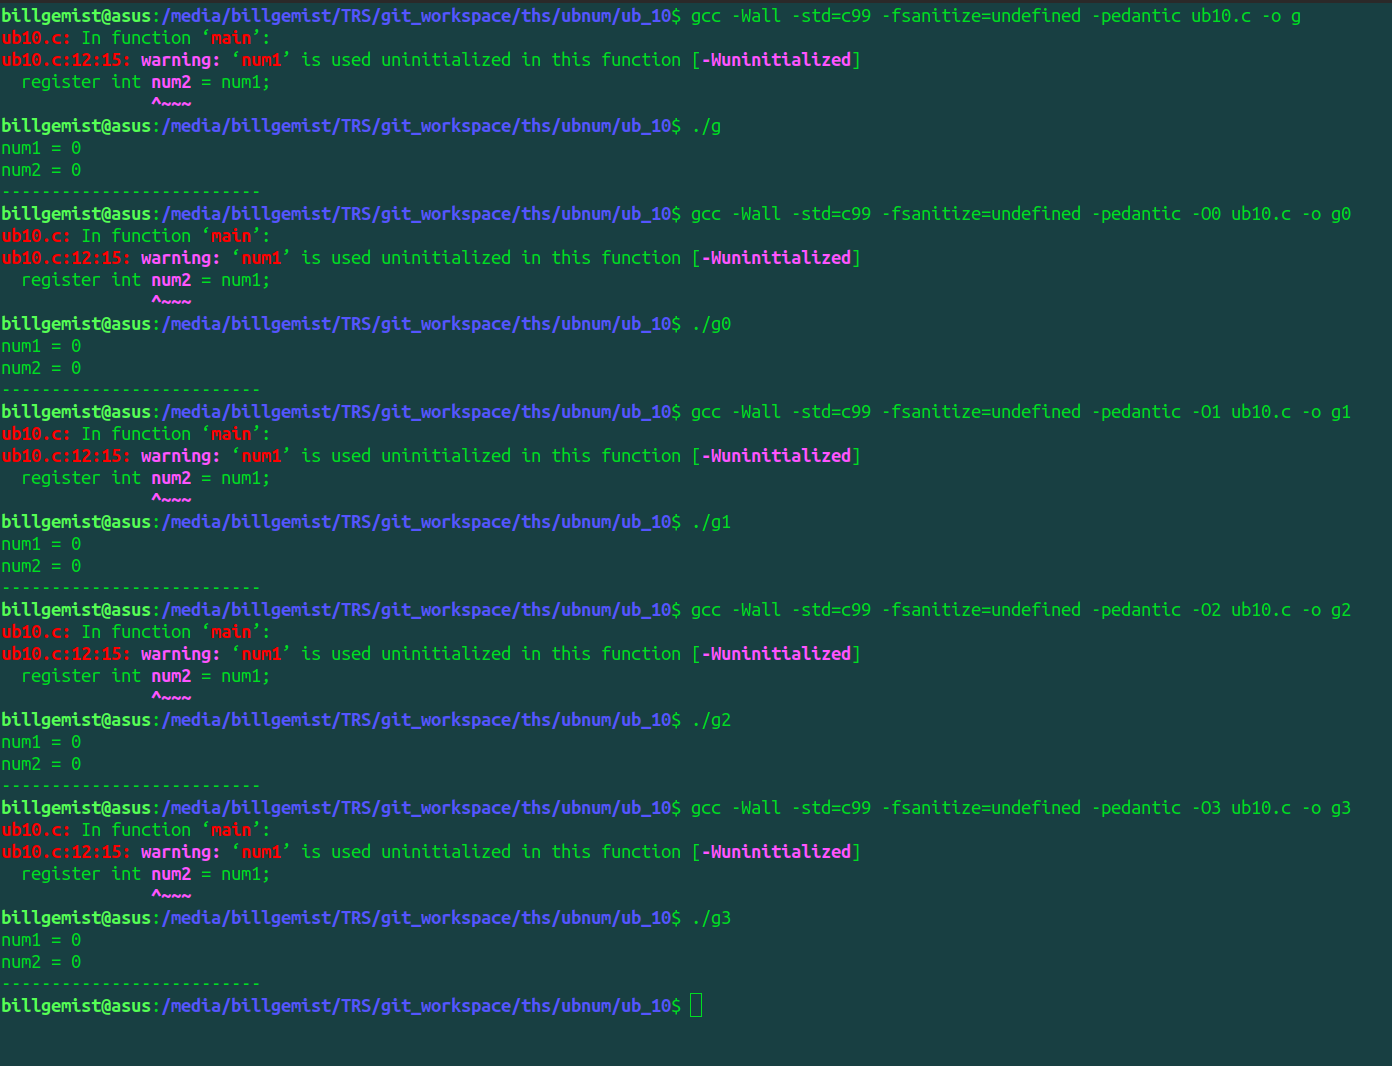 billgemist@asus:/media/billgemist/TRS/git_workspace/ths/ubnum/ub_10$ gcc -Wall -std=c99 -fsanitize=undefined -pedantic ub10.c -o g
ub10.c: In function ‘main’:
ub10.c:12:15: warning: ‘num1’ is used uninitialized in this function [-Wuninitialized]
  register int num2 = num1;
               ^~~~
billgemist@asus:/media/billgemist/TRS/git_workspace/ths/ubnum/ub_10$ ./g
num1 = 0
num2 = 0
--------------------------
billgemist@asus:/media/billgemist/TRS/git_workspace/ths/ubnum/ub_10$ gcc -Wall -std=c99 -fsanitize=undefined -pedantic -O0 ub10.c -o g0
ub10.c: In function ‘main’:
ub10.c:12:15: warning: ‘num1’ is used uninitialized in this function [-Wuninitialized]
  register int num2 = num1;
               ^~~~
billgemist@asus:/media/billgemist/TRS/git_workspace/ths/ubnum/ub_10$ ./g0
num1 = 0
num2 = 0
--------------------------
billgemist@asus:/media/billgemist/TRS/git_workspace/ths/ubnum/ub_10$ gcc -Wall -std=c99 -fsanitize=undefined -pedantic -O1 ub10.c -o g1
ub10.c: In function ‘main’:
ub10.c:12:15: warning: ‘num1’ is used uninitialized in this function [-Wuninitialized]
  register int num2 = num1;
               ^~~~
billgemist@asus:/media/billgemist/TRS/git_workspace/ths/ubnum/ub_10$ ./g1
num1 = 0
num2 = 0
--------------------------
billgemist@asus:/media/billgemist/TRS/git_workspace/ths/ubnum/ub_10$ gcc -Wall -std=c99 -fsanitize=undefined -pedantic -O2 ub10.c -o g2
ub10.c: In function ‘main’:
ub10.c:12:15: warning: ‘num1’ is used uninitialized in this function [-Wuninitialized]
  register int num2 = num1;
               ^~~~
billgemist@asus:/media/billgemist/TRS/git_workspace/ths/ubnum/ub_10$ ./g2
num1 = 0
num2 = 0
--------------------------
billgemist@asus:/media/billgemist/TRS/git_workspace/ths/ubnum/ub_10$ gcc -Wall -std=c99 -fsanitize=undefined -pedantic -O3 ub10.c -o g3
ub10.c: In function ‘main’:
ub10.c:12:15: warning: ‘num1’ is used uninitialized in this function [-Wuninitialized]
  register int num2 = num1;
               ^~~~
billgemist@asus:/media/billgemist/TRS/git_workspace/ths/ubnum/ub_10$ ./g3
num1 = 0
num2 = 0
--------------------------
billgemist@asus:/media/billgemist/TRS/git_workspace/ths/ubnum/ub_10$